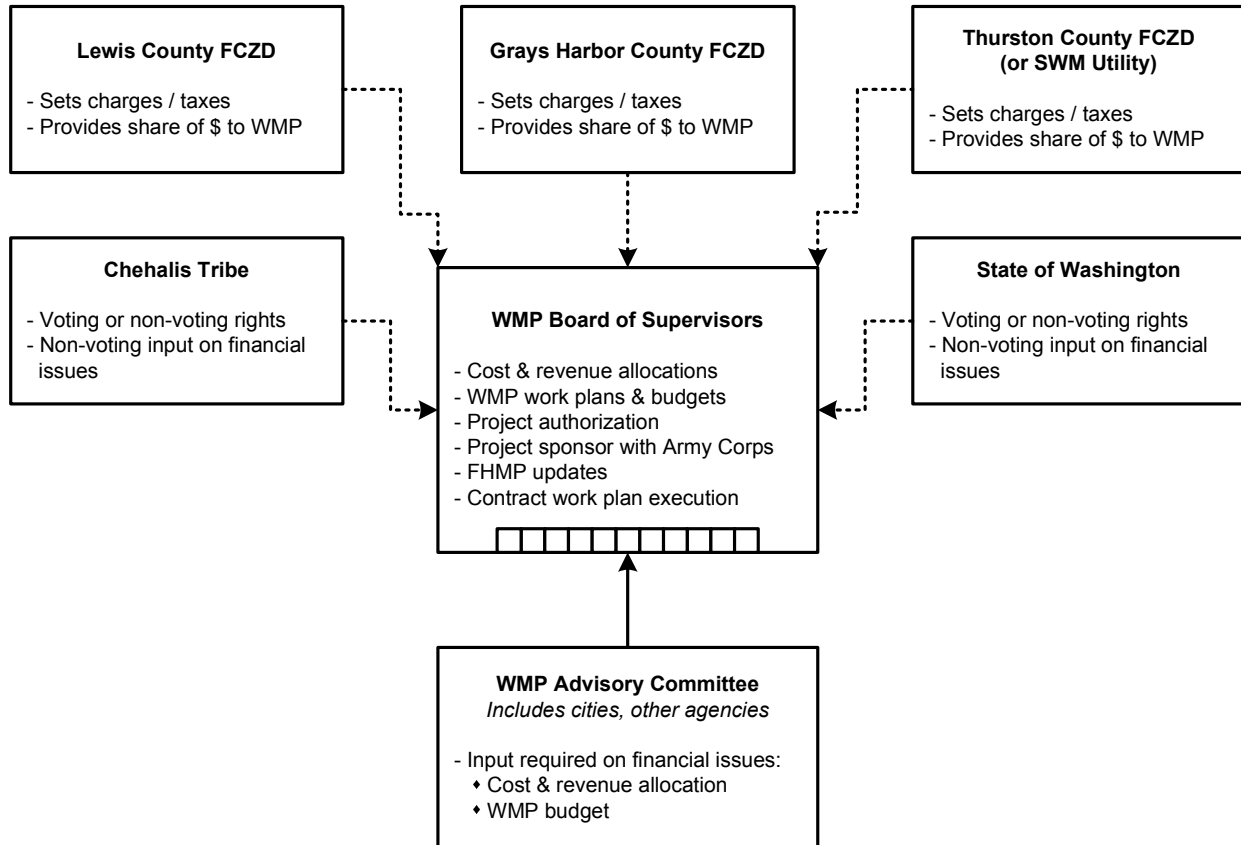 Lewis County FCZD
- Sets charges / taxes
- Provides share of $ to WMP
Grays Harbor County FCZD
- Sets charges / taxes
- Provides share of $ to WMP
Thurston County FCZD
(or SWM Utility)
- Sets charges / taxes
- Provides share of $ to WMP
Chehalis Tribe
- Voting or non-voting rights
- Non-voting input on financial
issues
WMP Board of Supervisors
- Cost & revenue allocations
- WMP work plans & budgets
- Project authorization
- Project sponsor with Army Corps
- FHMP updates
- Contract work plan execution
State of Washington
- Voting or non-voting rights
- Non-voting input on financial
issues
WMP Advisory Committee
Includes cities, other agencies
- Input required on financial issues:
♦ Cost & revenue allocation
♦ WMP budget